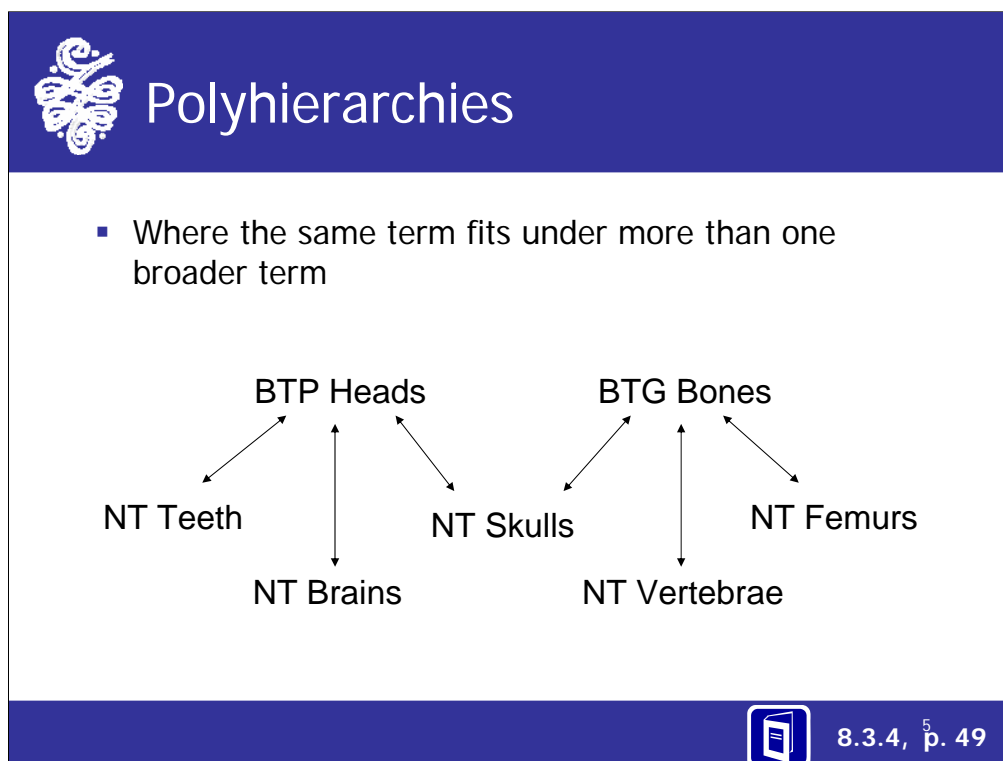 Polyhierarchies
▪ Where the same term fits under more than one
broader term
BTP Heads BTG Bones
NT Teeth NT Skulls NT Femurs
NT Brains NT Vertebrae
8.3.4, p. 49
5